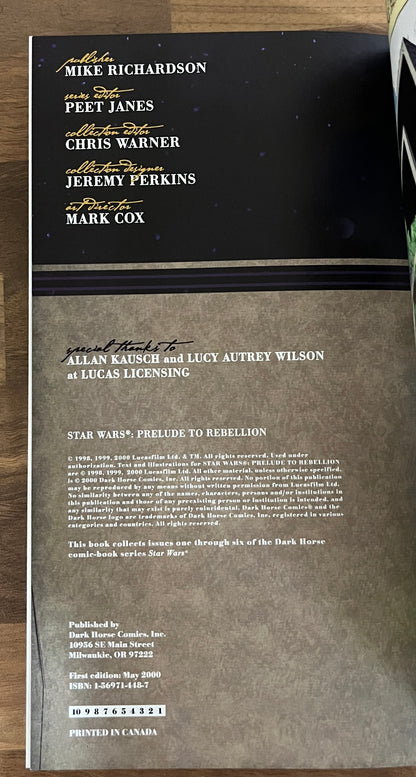 publisher
MIKE RICHARDSON
series editor
PEET JANES
collection editor
CHRIS WARNER
collection designer
JEREMY PERKINS
art director
MARK COX
special thanks to
ALLAN KAUSCH and LUCY AUTREY WILSON
at LUCAS LICENSING
STAR WARS®: PRELUDE TO REBELLION
© 1998, 1999, 2000 Lucasfilm Ltd. & TM. All rights reserved. Used under
authorization. Text and illustrations for STAR WARS®: PRELUDE TO REBELLION
are © 1998, 1999, 2000 Lucasfilm Ltd. All other material, unless otherwise specified,
is © 2000 Dark Horse Comics, Inc. All rights reserved. No portion of this publication
may be reproduced by any means without written permission from Lucasfilm Ltd.
No similarity between any of the names, characters, persons and/or institutions in
this publication and those of any preexisting person or institution is intended, and
any similarity that may exist is purely coincidental. Dark Horse Comics® and the
Dark Horse logo are trademarks of Dark Horse Comics, Inc. registered in various
categories and countries. All rights reserved.
This book collects issues one through six of the Dark Horse
comic-book series Star Wars®
Published by
Dark Horse Comics, Inc.
10956 SE Main Street
Milwaukie, OR 97222
First edition: May 2000
ISBN: 1-56971-448-7
10 9 8 7 6 5 4 3 2 1
PRINTED IN CANADA